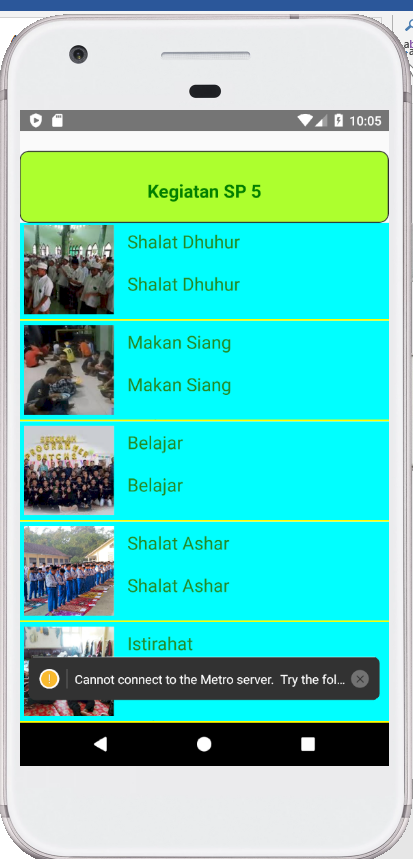 10:05
Kegiatan SP 5
Shalat Dhuhur
Shalat Dhuhur
Makan Siang
Makan Siang
Belajar
Belajar
Shalat Ashar
Shalat Ashar
Istirahat
Cannot connect to the Metro server. Try the fol...